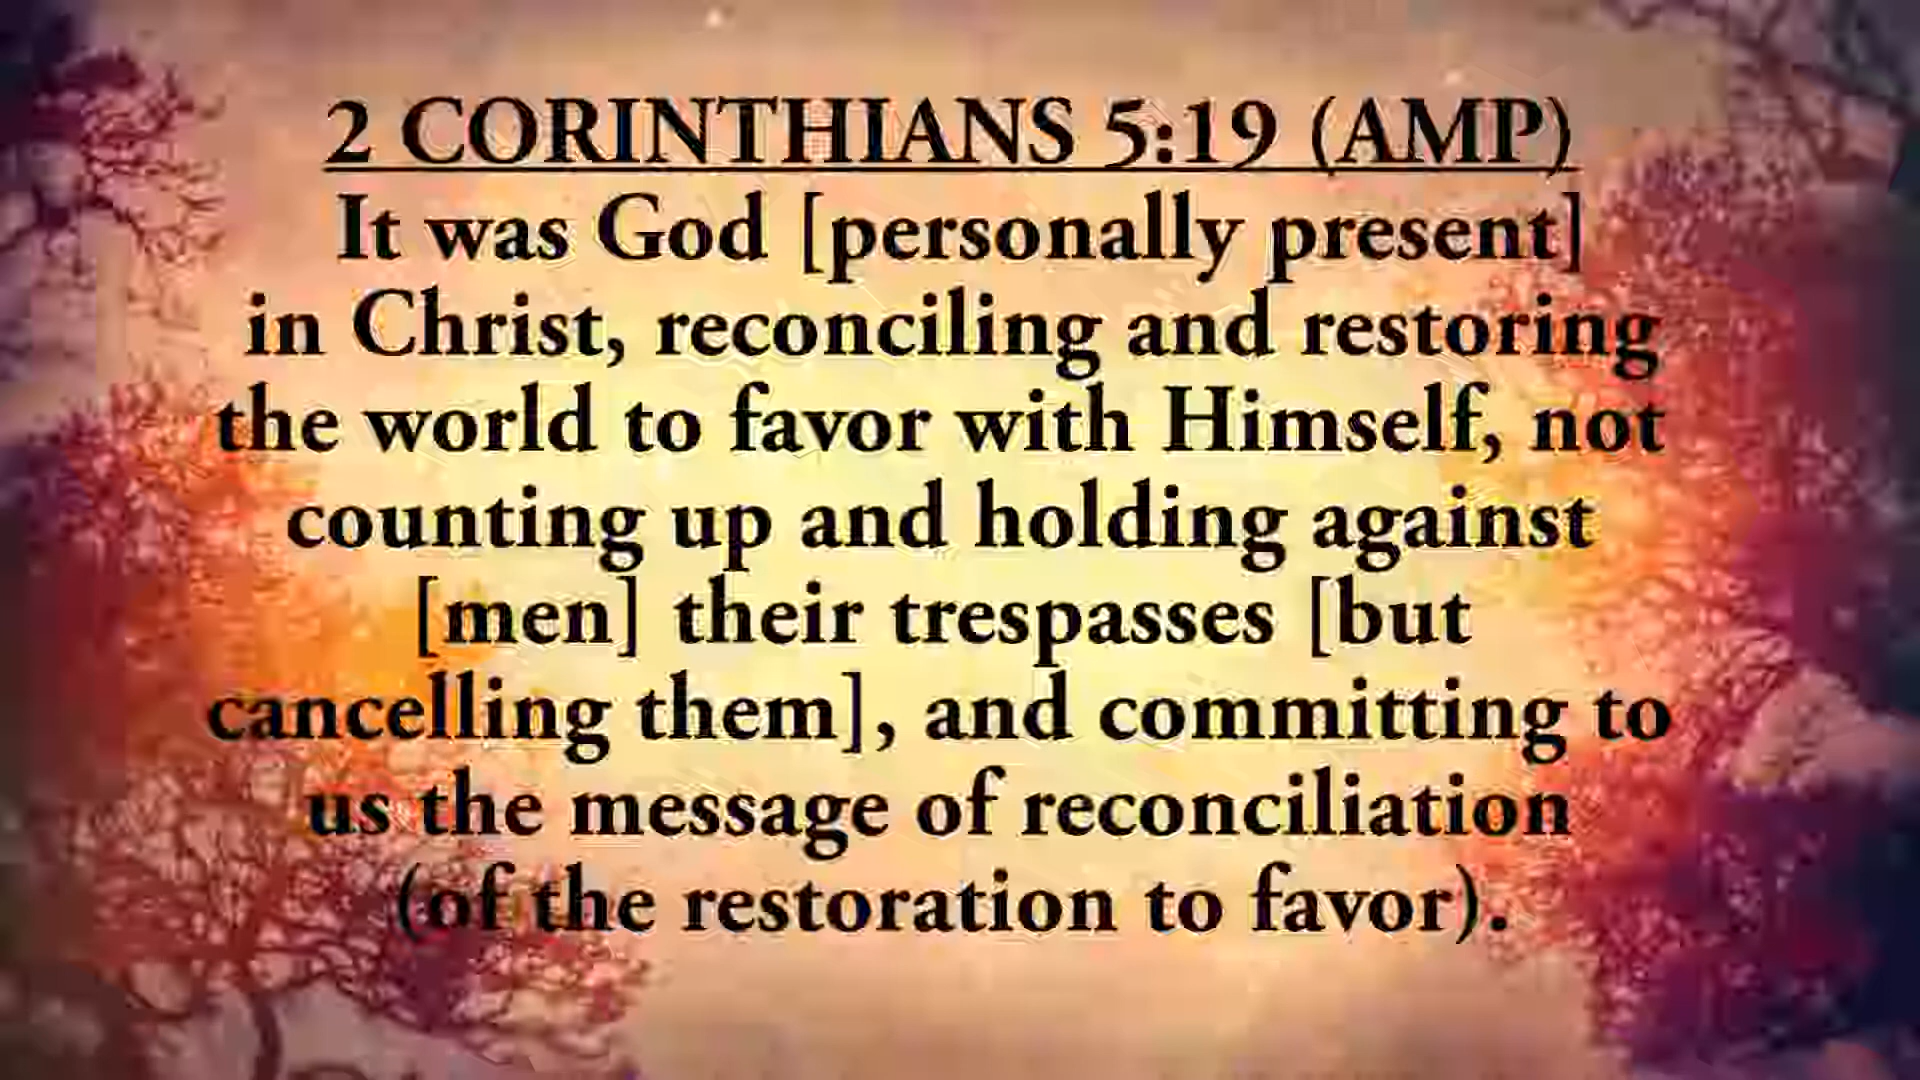 2 CORINTHIANS 5:19 (AMP)
It was God [personally present]
in Christ, reconciling and restoring
the world to favor with Himself, not
counting up and holding against
[men] their trespasses [but
cancelling them], and committing to
us the message of reconciliation
(of the restoration to favor).